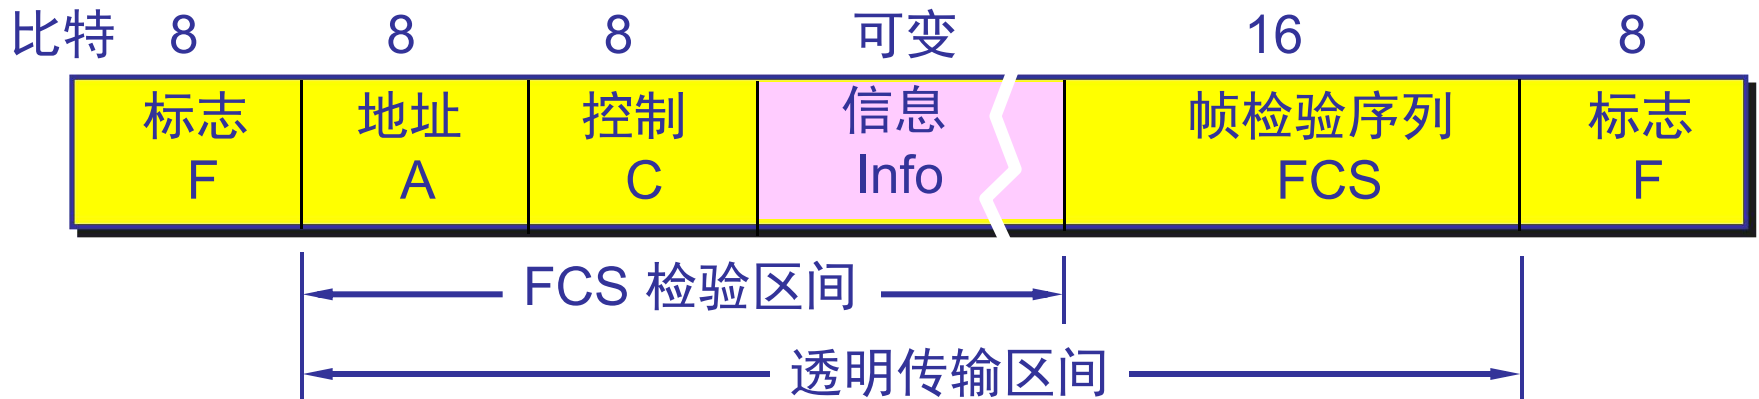 比特 8 8 8 可变 16 8
标志 地址 控制 信息 帧检验序列 标志
F A C Info FCS F
FCS 检验区间
透明传输区间